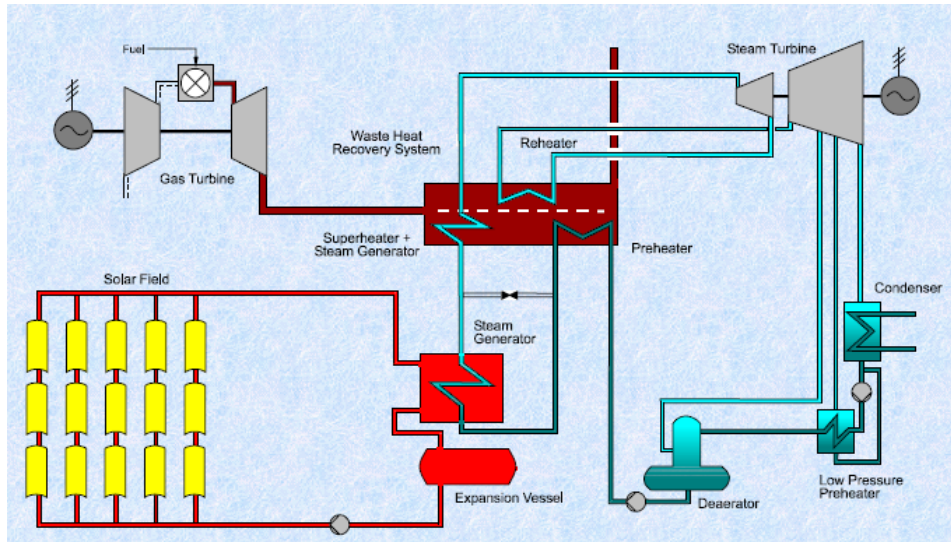 Fuel
Steam Turbine
Waste Heat
Recovery System
Reheater
Gas Turbine
Superheater +
Steam Generator
Preheater
Solar Field
Condenser
Steam
Generator
Expansion Vessel
Deaerator
Low Pressure
Preheater